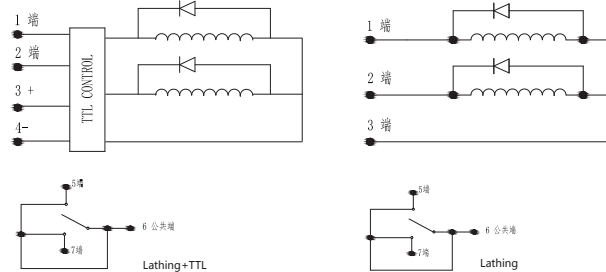 1 端
2 端
3 +
4-
TTL CONTROL
5端
6 公共端
7端
Lathing+TTL
1 端
2 端
3 端
5端
6 公共端
7端
Lathing